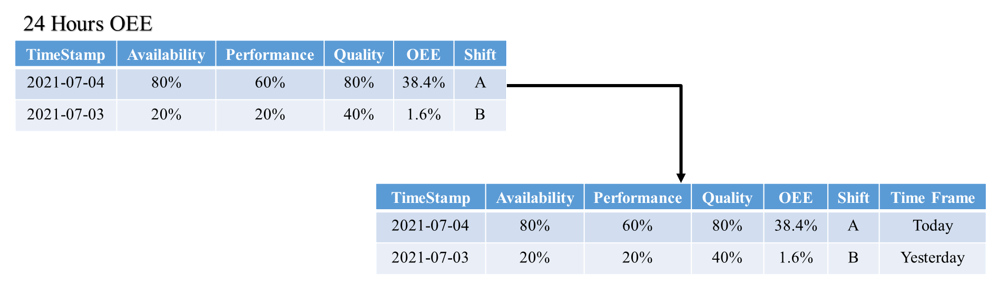 24 Hours OEE
TimeStamp Availability Performance Quality OEE Shift
2021-07-04 80% 60% 80% 38.4% A
2021-07-03 20% 20% 40% 1.6% B
TimeStamp Availability Performance Quality OEE Shift Time Frame
2021-07-04 80% 60% 80% 38.4% A Today
2021-07-03 20% 20% 40% 1.6% B Yesterday